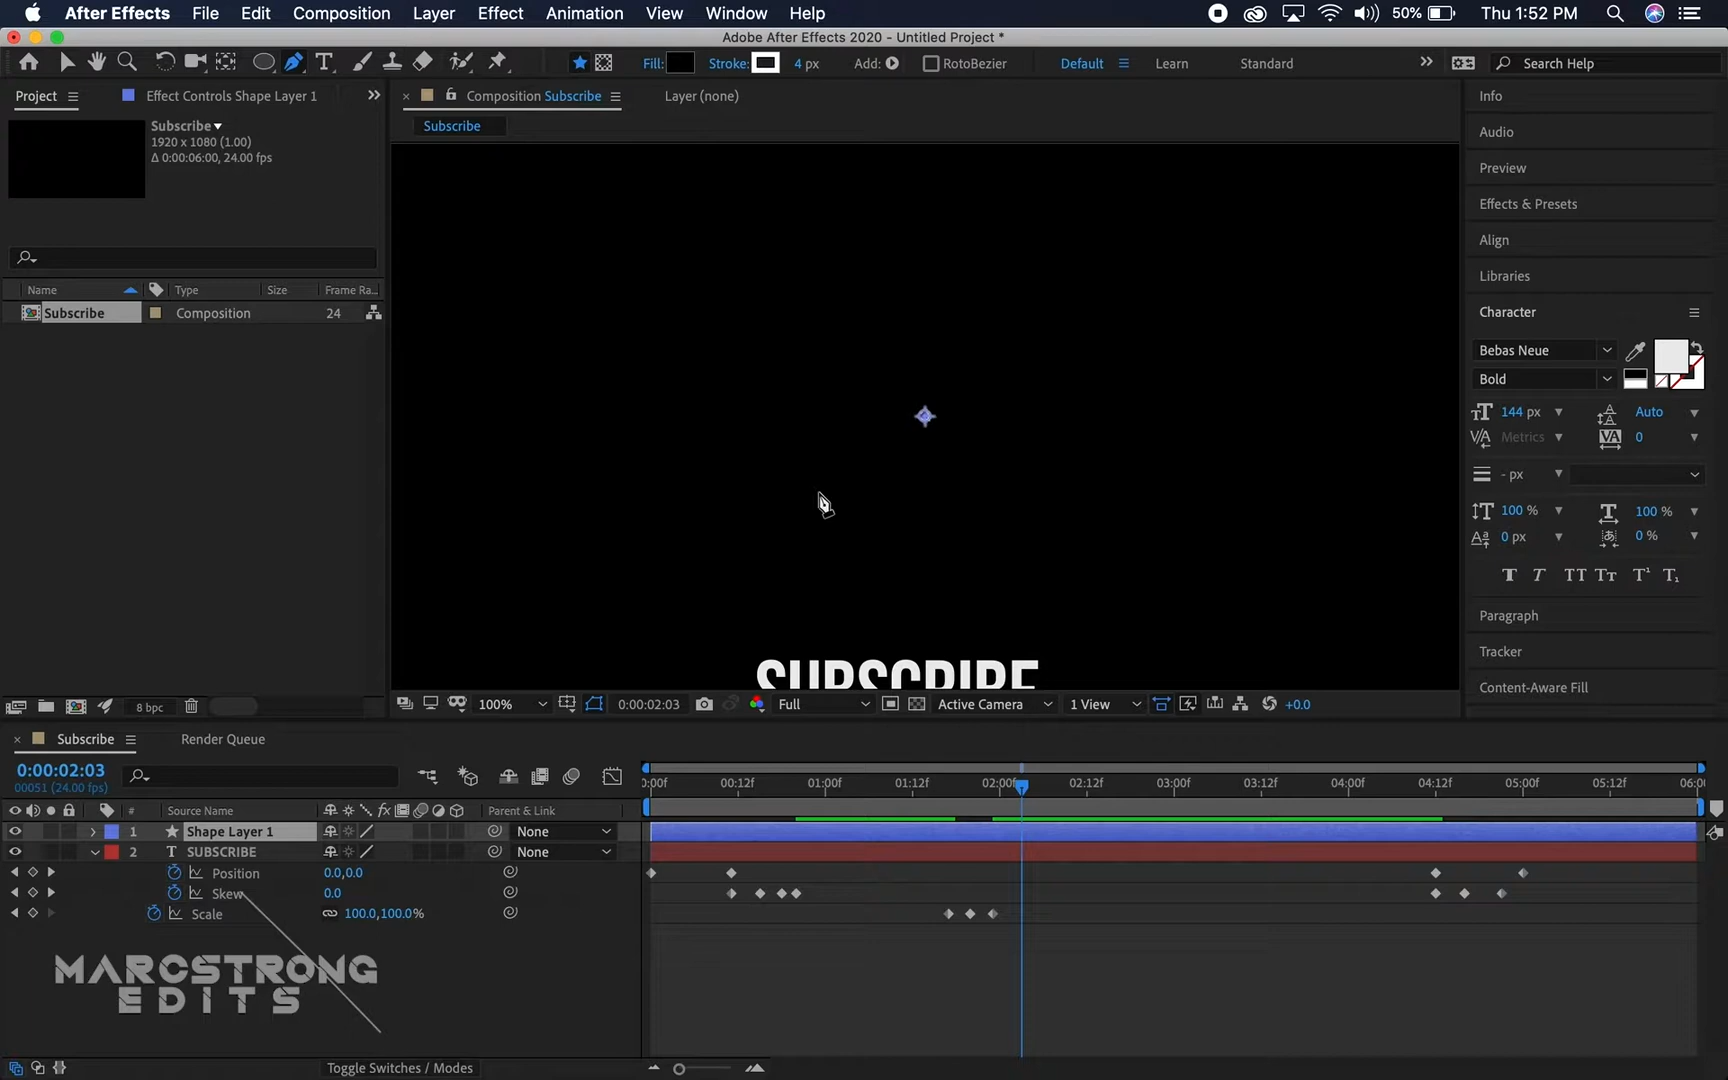 After Effects File Edit Composition Layer Effect Animation View Window Help 50% Thu 1:52 PM
Adobe After Effects 2020 - Untitled Project *
Fill: Stroke: 4 px Add: RotoBezier Default Learn Standard Search Help
Project Effect Controls Shape Layer 1 Composition Subscribe Layer (none) Info
Subscribe
1920 x 1080 (1.00)
Δ 0:00:06:00, 24.00 fps
Subscribe
Audio
Preview
Effects & Presets
Align
Libraries
Name Type Size Frame Ra...
Subscribe Composition 24
Character
Bebas Neue
Bold
144 px Auto
Metrics 0
- px
100 % 100 %
0 px 0 %
T T TT Tт T¹ T₁
Paragraph
Tracker
Content-Aware Fill
SUBSCRIBE
8 bpc 100% 0:00:02:03 Full Active Camera 1 View +0.0
Subscribe Render Queue
0:00:02:03
00051 (24.00 fps)
:00f 00:12f 01:00f 01:12f 02:00f 02:12f 03:00f 03:12f 04:00f 04:12f 05:00f 05:12f 06:00
# Source Name Parent & Link
1 Shape Layer 1 None
2 T SUBSCRIBE None
Position 0.0,0.0
Skew 0.0
Scale 100.0,100.0%
MARCSTRONG
EDITS
Toggle Switches / Modes